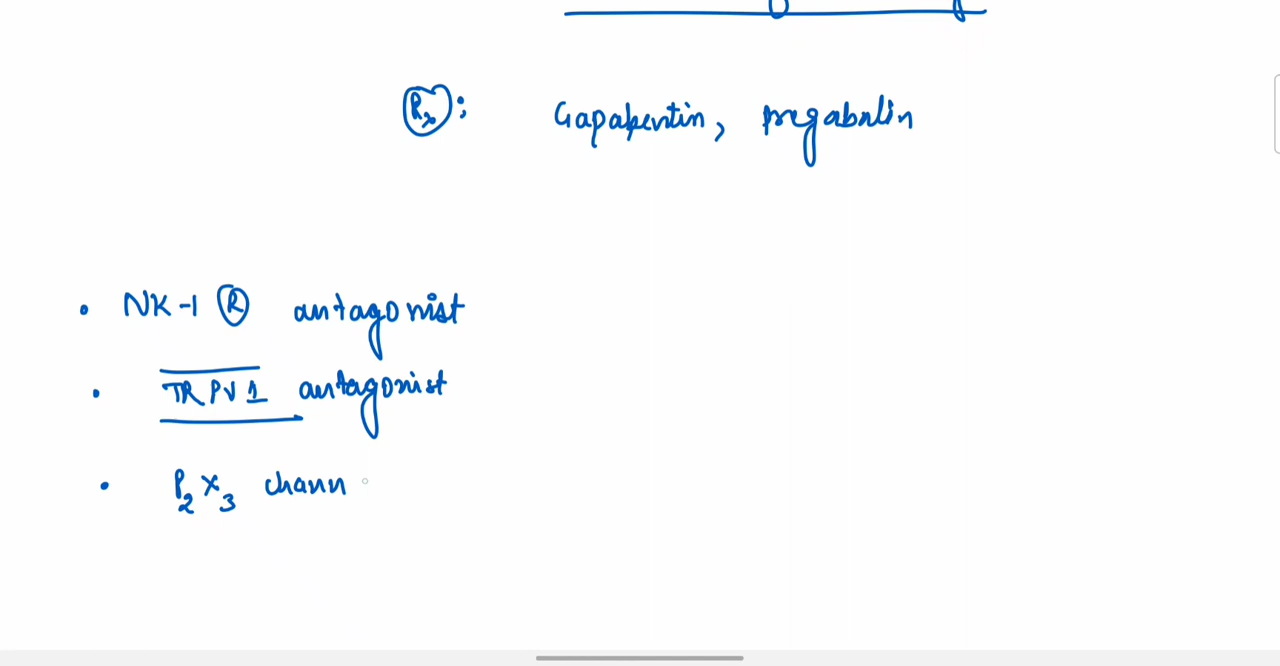 Rx: Gapapentin, pregabalin
• NK-1 R antagonist
• TRPV1 antagonist
• P2X3 chann